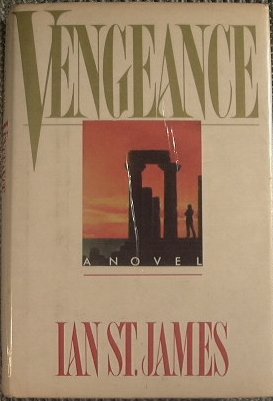 VENGEANCE
A NOVEL
IAN ST. JAMES